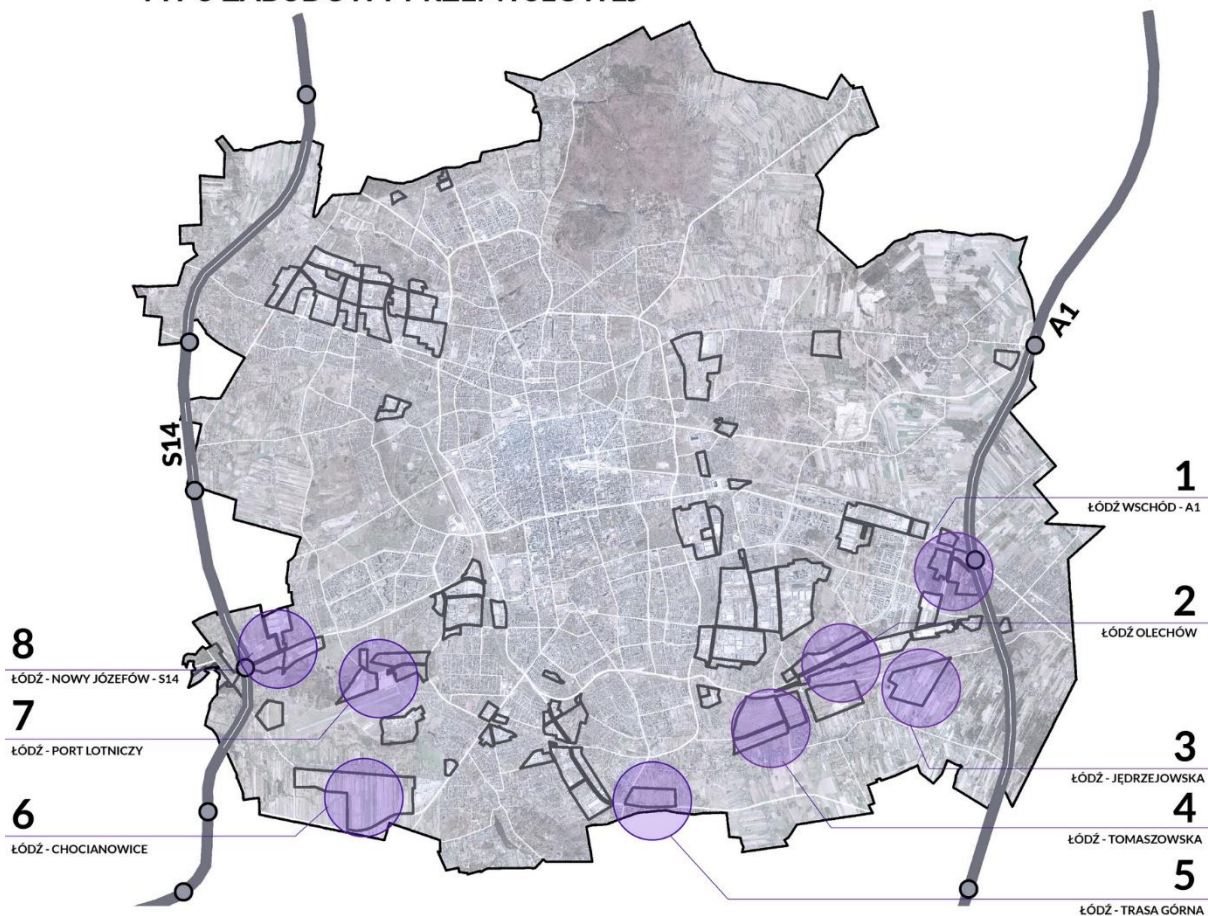 A1
S14
1
ŁÓDŹ WSCHÓD - A1
2
ŁÓDŹ OLECHÓW
3
ŁÓDŹ - JĘDRZEJOWSKA
4
ŁÓDŹ - TOMASZOWSKA
5
ŁÓDŹ - TRASA GÓRNA
6
ŁÓDŹ - CHOCIANOWICE
7
ŁÓDŹ - PORT LOTNICZY
8
ŁÓDŹ - NOWY JÓZEFÓW - S14